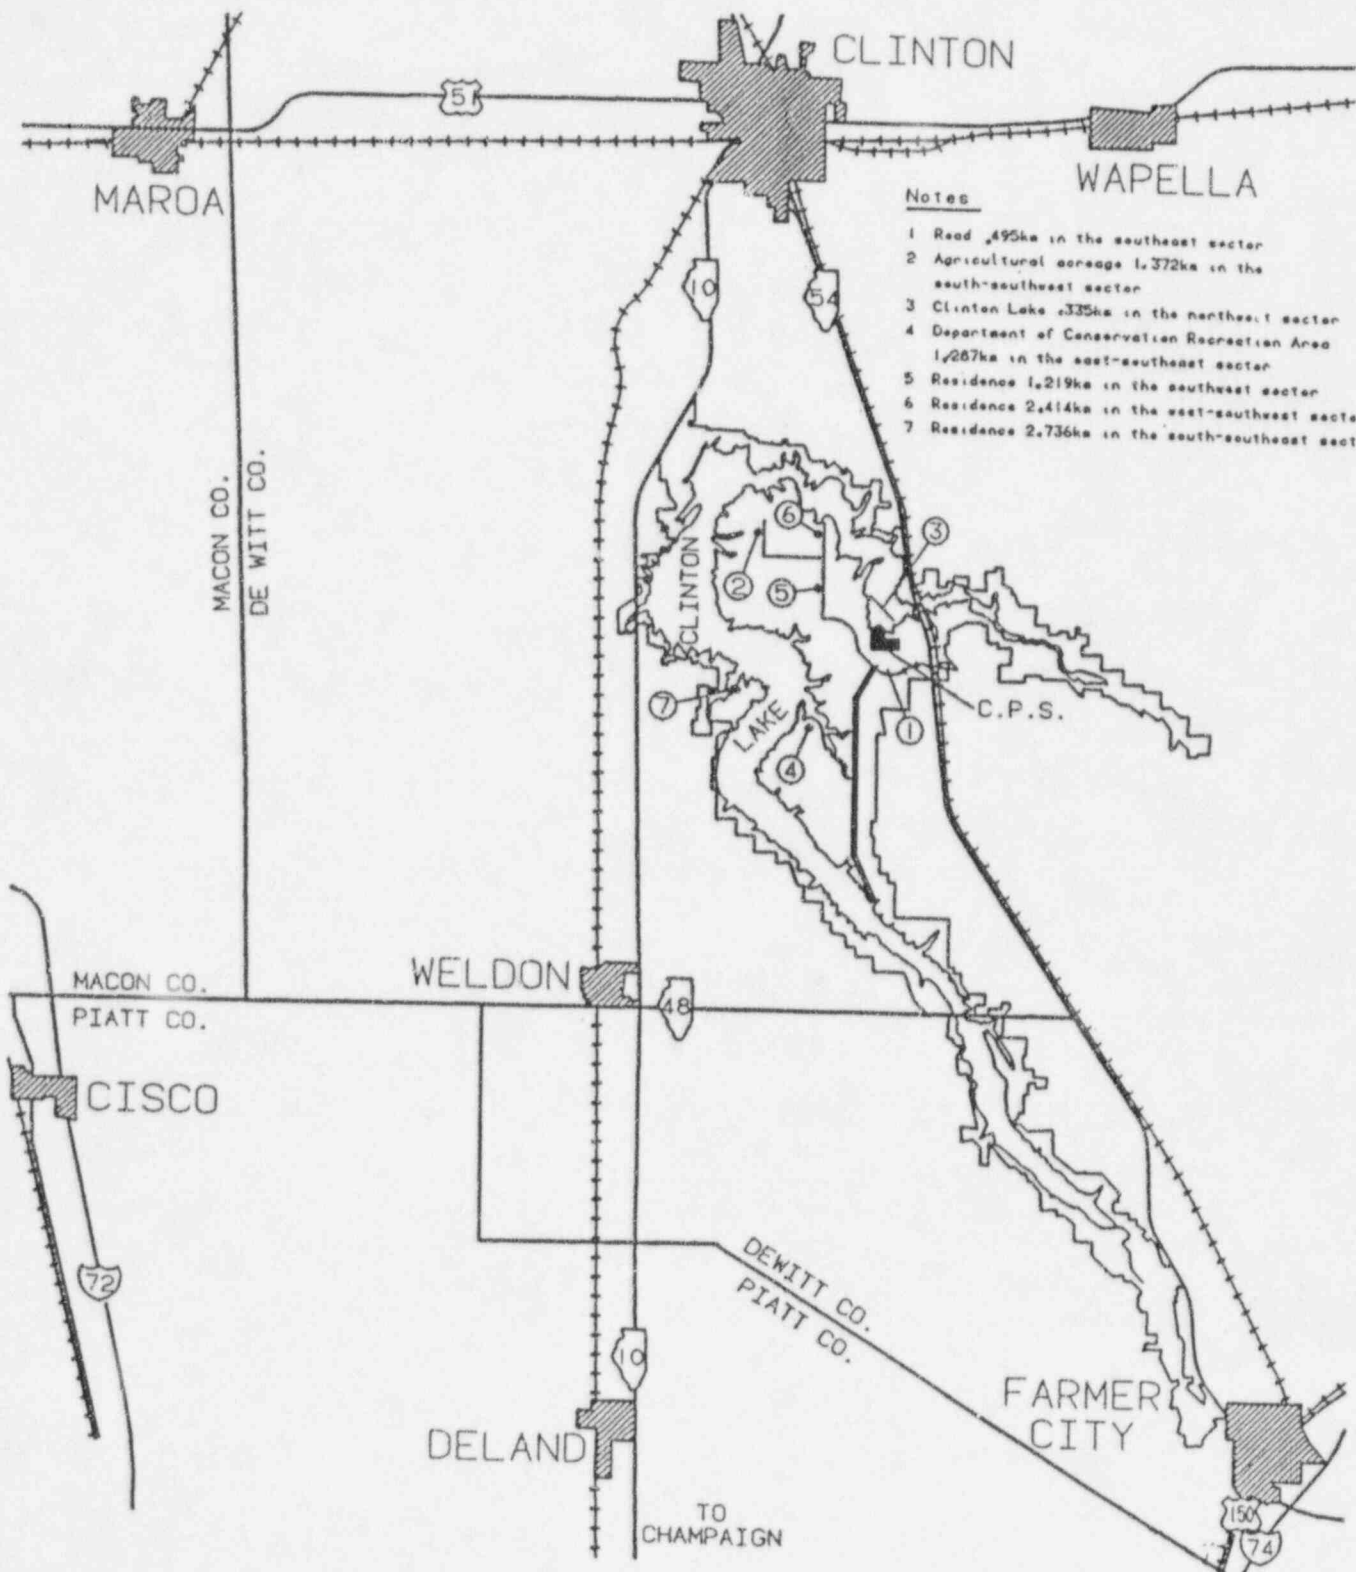 CLINTON
51
MAROA
WAPELLA
Notes
1 Road .495km in the southeast sector
2 Agricultural acreage 1.372km in the
south-southwest sector
3 Clinton Lake .335km in the northwest sector
4 Department of Conservation Recreation Area
1.287km in the east-southeast sector
5 Residence 1.219km in the southwest sector
6 Residence 2.414km in the west-southwest secto
7 Residence 2.736km in the south-southeast sect
10
54
MACON CO.
DE WITT CO.
CLINTON
LAKE
6
3
2
5
7
1
4
C.P.S.
WELDON
48
MACON CO.
PIATT CO.
CISCO
72
DEWITT CO.
PIATT CO.
10
FARMER
CITY
DELAND
TO
CHAMPAIGN
150
74